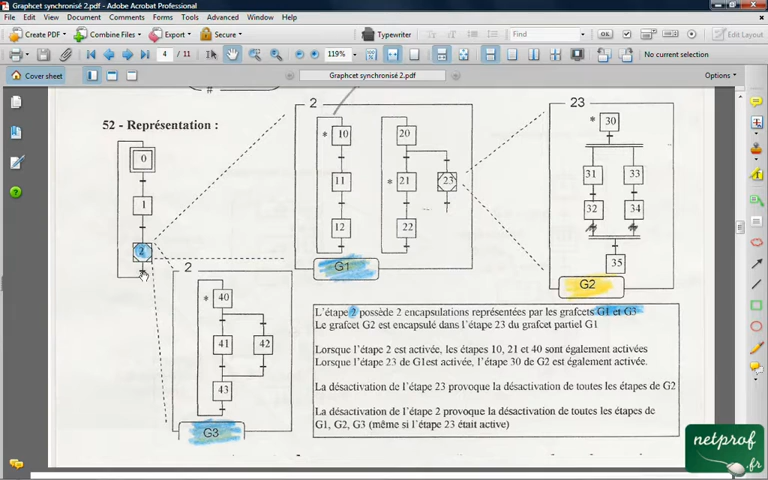 Graphcet synchronisé 2.pdf - Adobe Acrobat Professional
File Edit View Document Comments Forms Tools Advanced Window Help
Create PDF Combine Files Export Secure Typewriter Find Edit Layout
4 / 11 119% No current selection
Cover sheet Graphcet synchronisé 2.pdf Options
#
52 - Représentation :
0
1
2
2
* 10
11
12
20
* 21
23
22
G1
23
* 30
31 33
32 34
35
G2
2
* 40
41 42
43
G3
L'étape 2 possède 2 encapsulations représentées par les grafcets G1 et G3
Le grafcet G2 est encapsulé dans l'étape 23 du grafcet partiel G1
Lorsque l'étape 2 est activée, les étapes 10, 21 et 40 sont également activées
Lorsque l'étape 23 de G1est activée, l'étape 30 de G2 est également activée.
La désactivation de l'étape 23 provoque la désactivation de toutes les étapes de G2
La désactivation de l'étape 2 provoque la désactivation de toutes les étapes de
G1, G2, G3 (même si l'étape 23 était active)
netprof
.fr